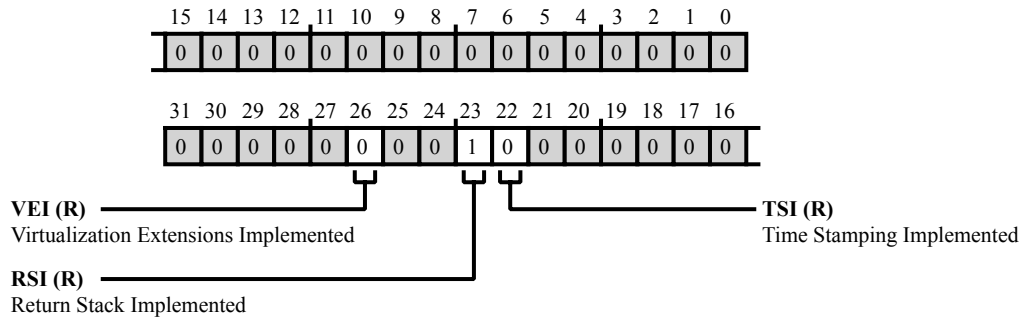 15 14 13 12 11 10 9 8 7 6 5 4 3 2 1 0
0 0 0 0 0 0 0 0 0 0 0 0 0 0 0 0
31 30 29 28 27 26 25 24 23 22 21 20 19 18 17 16
0 0 0 0 0 0 0 0 1 0 0 0 0 0 0 0
VEI (R)
Virtualization Extensions Implemented
TSI (R)
Time Stamping Implemented
RSI (R)
Return Stack Implemented